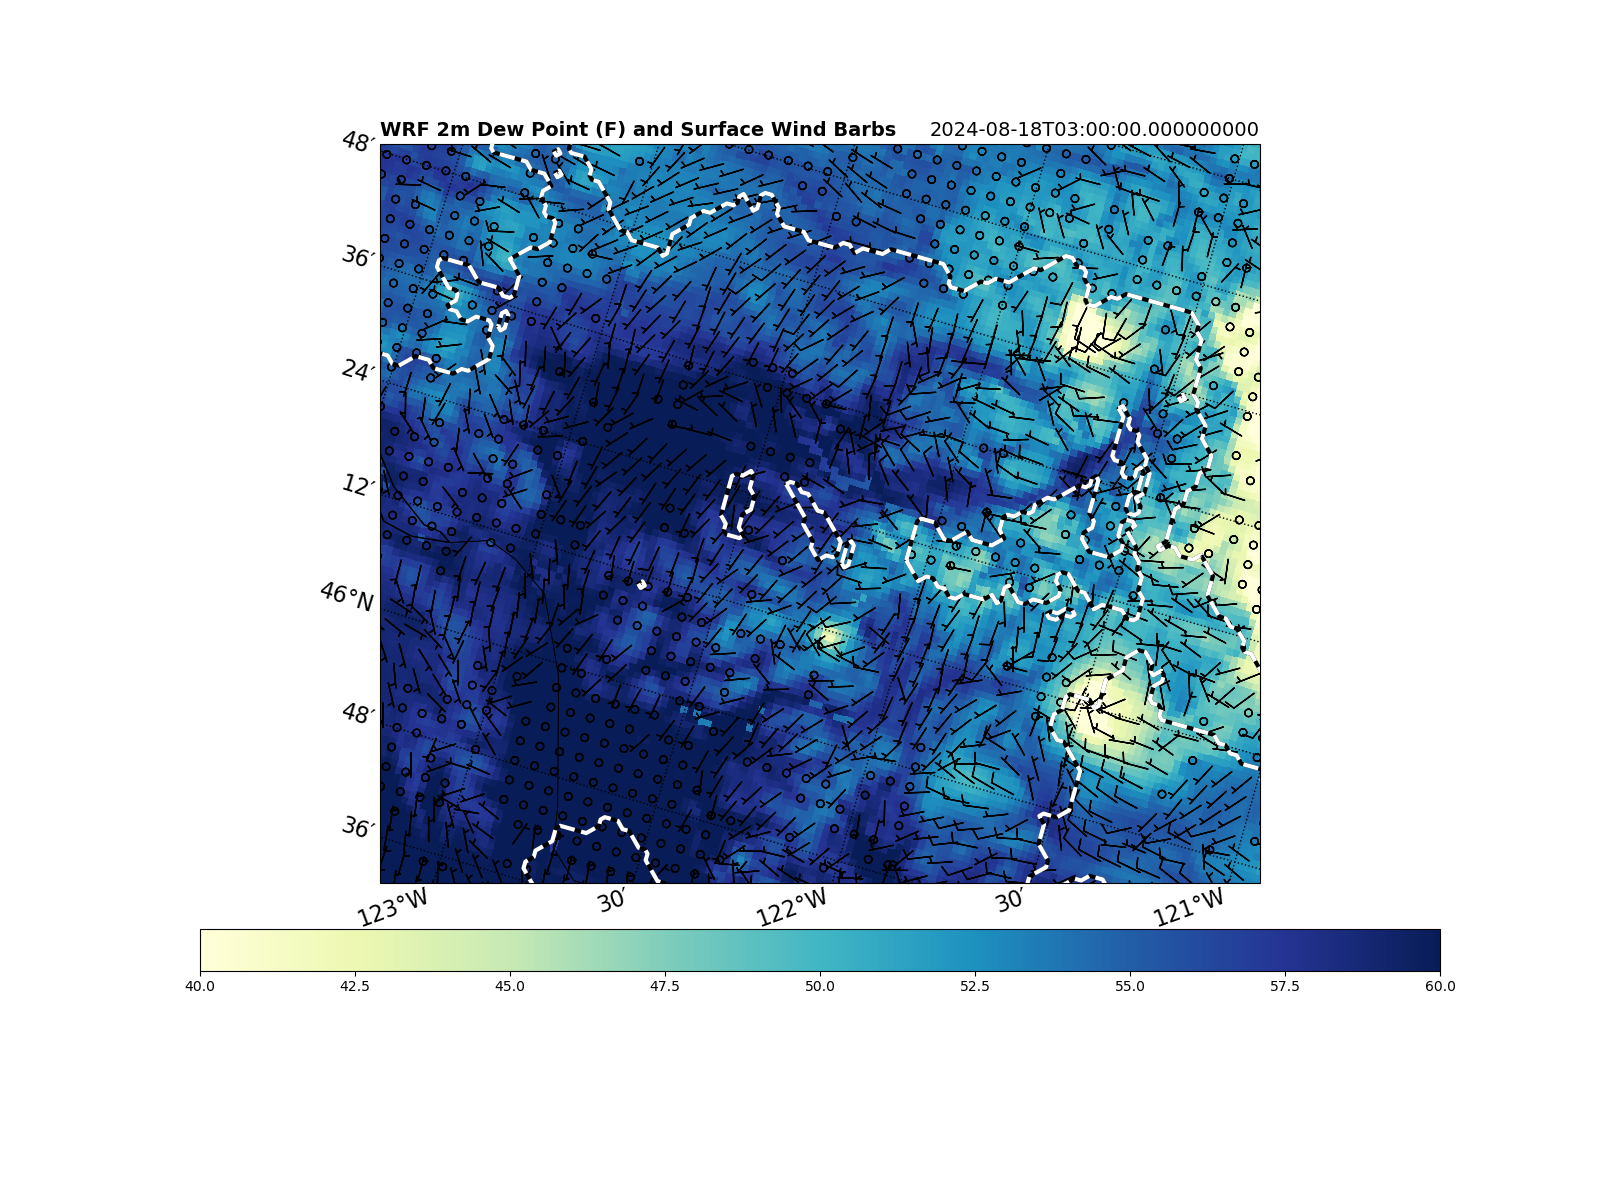 WRF 2m Dew Point (F) and Surface Wind Barbs 2024-08-18T03:00:00.000000000
48′
36′
24′
12′
46°N
48′
36′
123°W 30′ 122°W 30′ 121°W
40.0 42.5 45.0 47.5 50.0 52.5 55.0 57.5 60.0